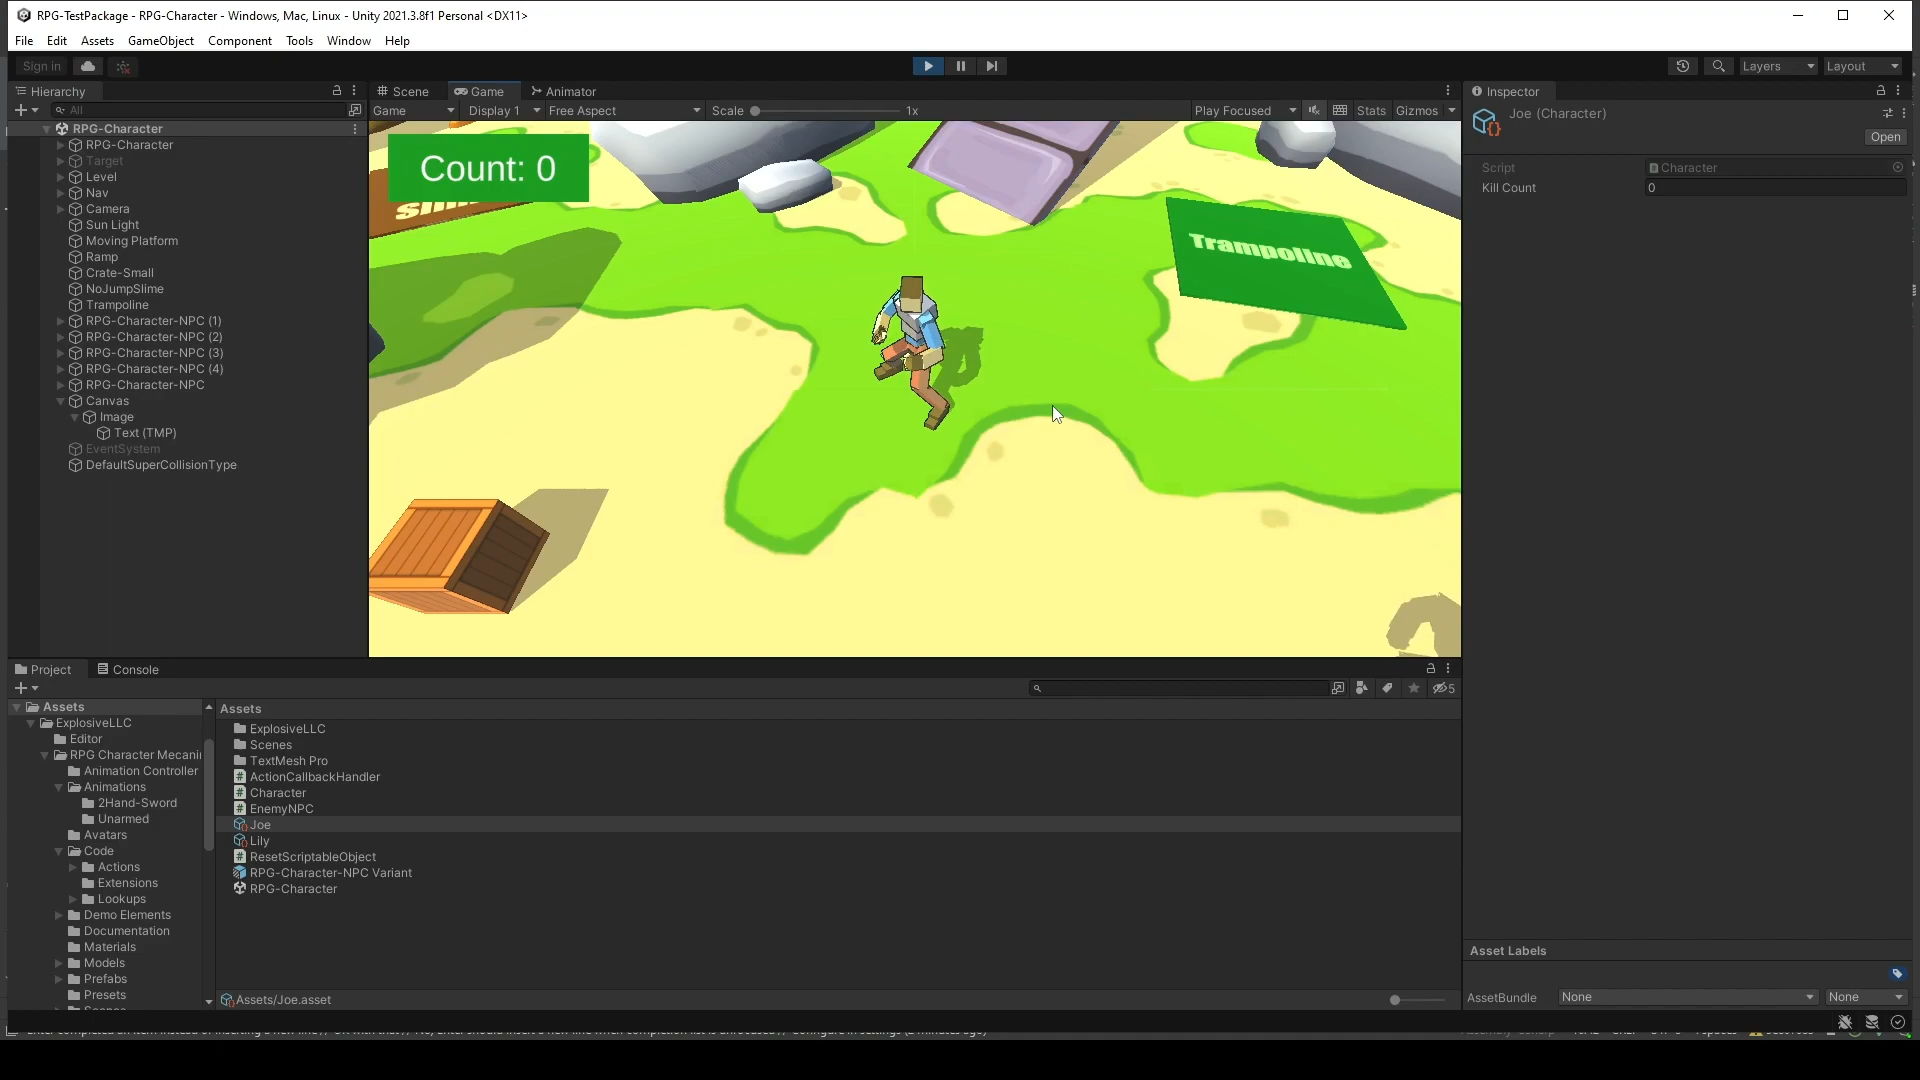 RPG-TestPackage - RPG-Character - Windows, Mac, Linux - Unity 2021.3.8f1 Personal <DX11>
File Edit Assets GameObject Component Tools Window Help
Sign in Layers Layout
Hierarchy
All
RPG-Character
RPG-Character
Target
Level
Nav
Camera
Sun Light
Moving Platform
Ramp
Crate-Small
NoJumpSlime
Trampoline
RPG-Character-NPC (1)
RPG-Character-NPC (2)
RPG-Character-NPC (3)
RPG-Character-NPC (4)
RPG-Character-NPC
Canvas
Image
Text (TMP)
EventSystem
DefaultSuperCollisionType
Scene Game Animator
Game Display 1 Free Aspect Scale 1x Play Focused Stats Gizmos
Count: 0
Trampoline
Inspector
Joe (Character)
Open
Script Character
Kill Count 0
Asset Labels
AssetBundle None None
Project Console
5
Assets
ExplosiveLLC
Editor
RPG Character Mecani
Animation Controller
Animations
2Hand-Sword
Unarmed
Avatars
Code
Actions
Extensions
Lookups
Demo Elements
Documentation
Materials
Models
Prefabs
Presets
Assets
ExplosiveLLC
Scenes
TextMesh Pro
ActionCallbackHandler
Character
EnemyNPC
Joe
Lily
ResetScriptableObject
RPG-Character-NPC Variant
RPG-Character
Assets/Joe.asset